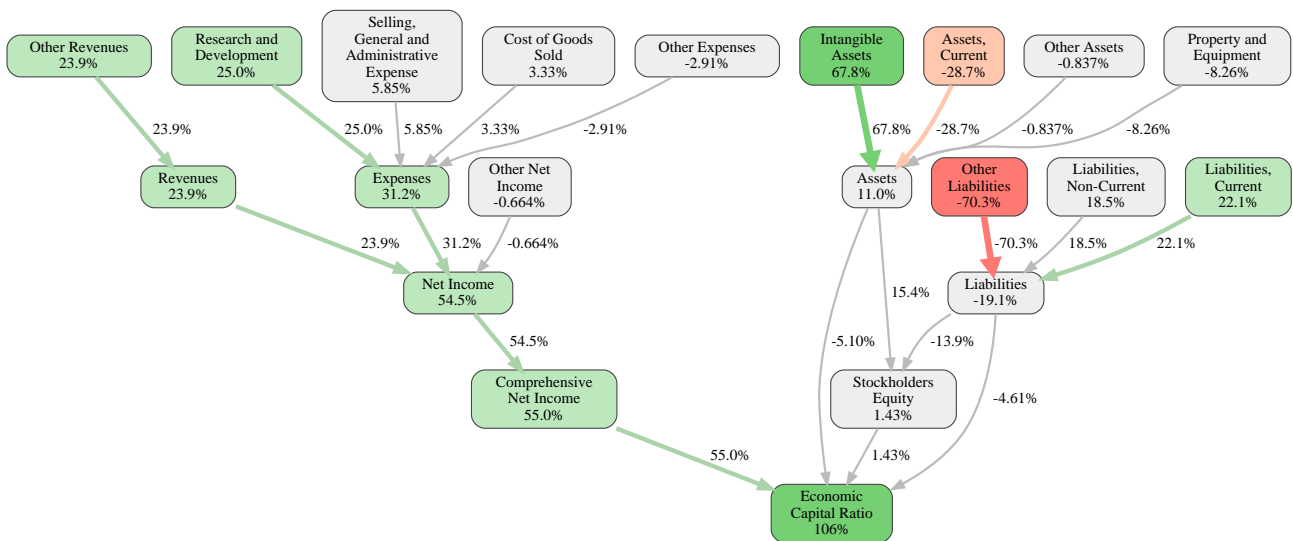 Other Revenues
23.9%
Research and
Development
25.0%
Selling,
General and
Administrative
Expense
5.85%
Cost of Goods
Sold
3.33%
Other Expenses
-2.91%
Intangible
Assets
67.8%
Assets,
Current
-28.7%
Other Assets
-0.837%
Property and
Equipment
-8.26%
23.9%
25.0%
5.85%
3.33%
-2.91%
67.8%
-28.7%
-0.837%
-8.26%
Revenues
23.9%
Expenses
31.2%
Other Net
Income
-0.664%
Assets
11.0%
Other
Liabilities
-70.3%
Liabilities,
Non-Current
18.5%
Liabilities,
Current
22.1%
23.9%
31.2%
-0.664%
-70.3%
18.5%
22.1%
Net Income
54.5%
15.4%
Liabilities
-19.1%
54.5%
-5.10%
-13.9%
Comprehensive
Net Income
55.0%
Stockholders
Equity
1.43%
-4.61%
55.0%
1.43%
Economic
Capital Ratio
106%